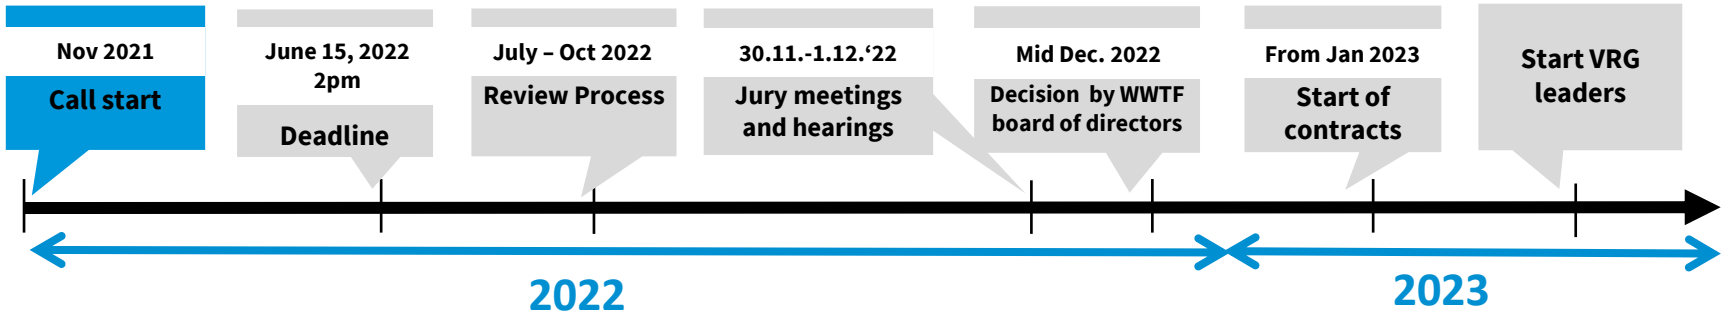 Nov 2021
Call start
June 15, 2022
2pm
Deadline
July – Oct 2022
Review Process
30.11.-1.12.‘22
Jury meetings
and hearings
Mid Dec. 2022
Decision by WWTF
board of directors
From Jan 2023
Start of
contracts
Start VRG
leaders
2022
2023